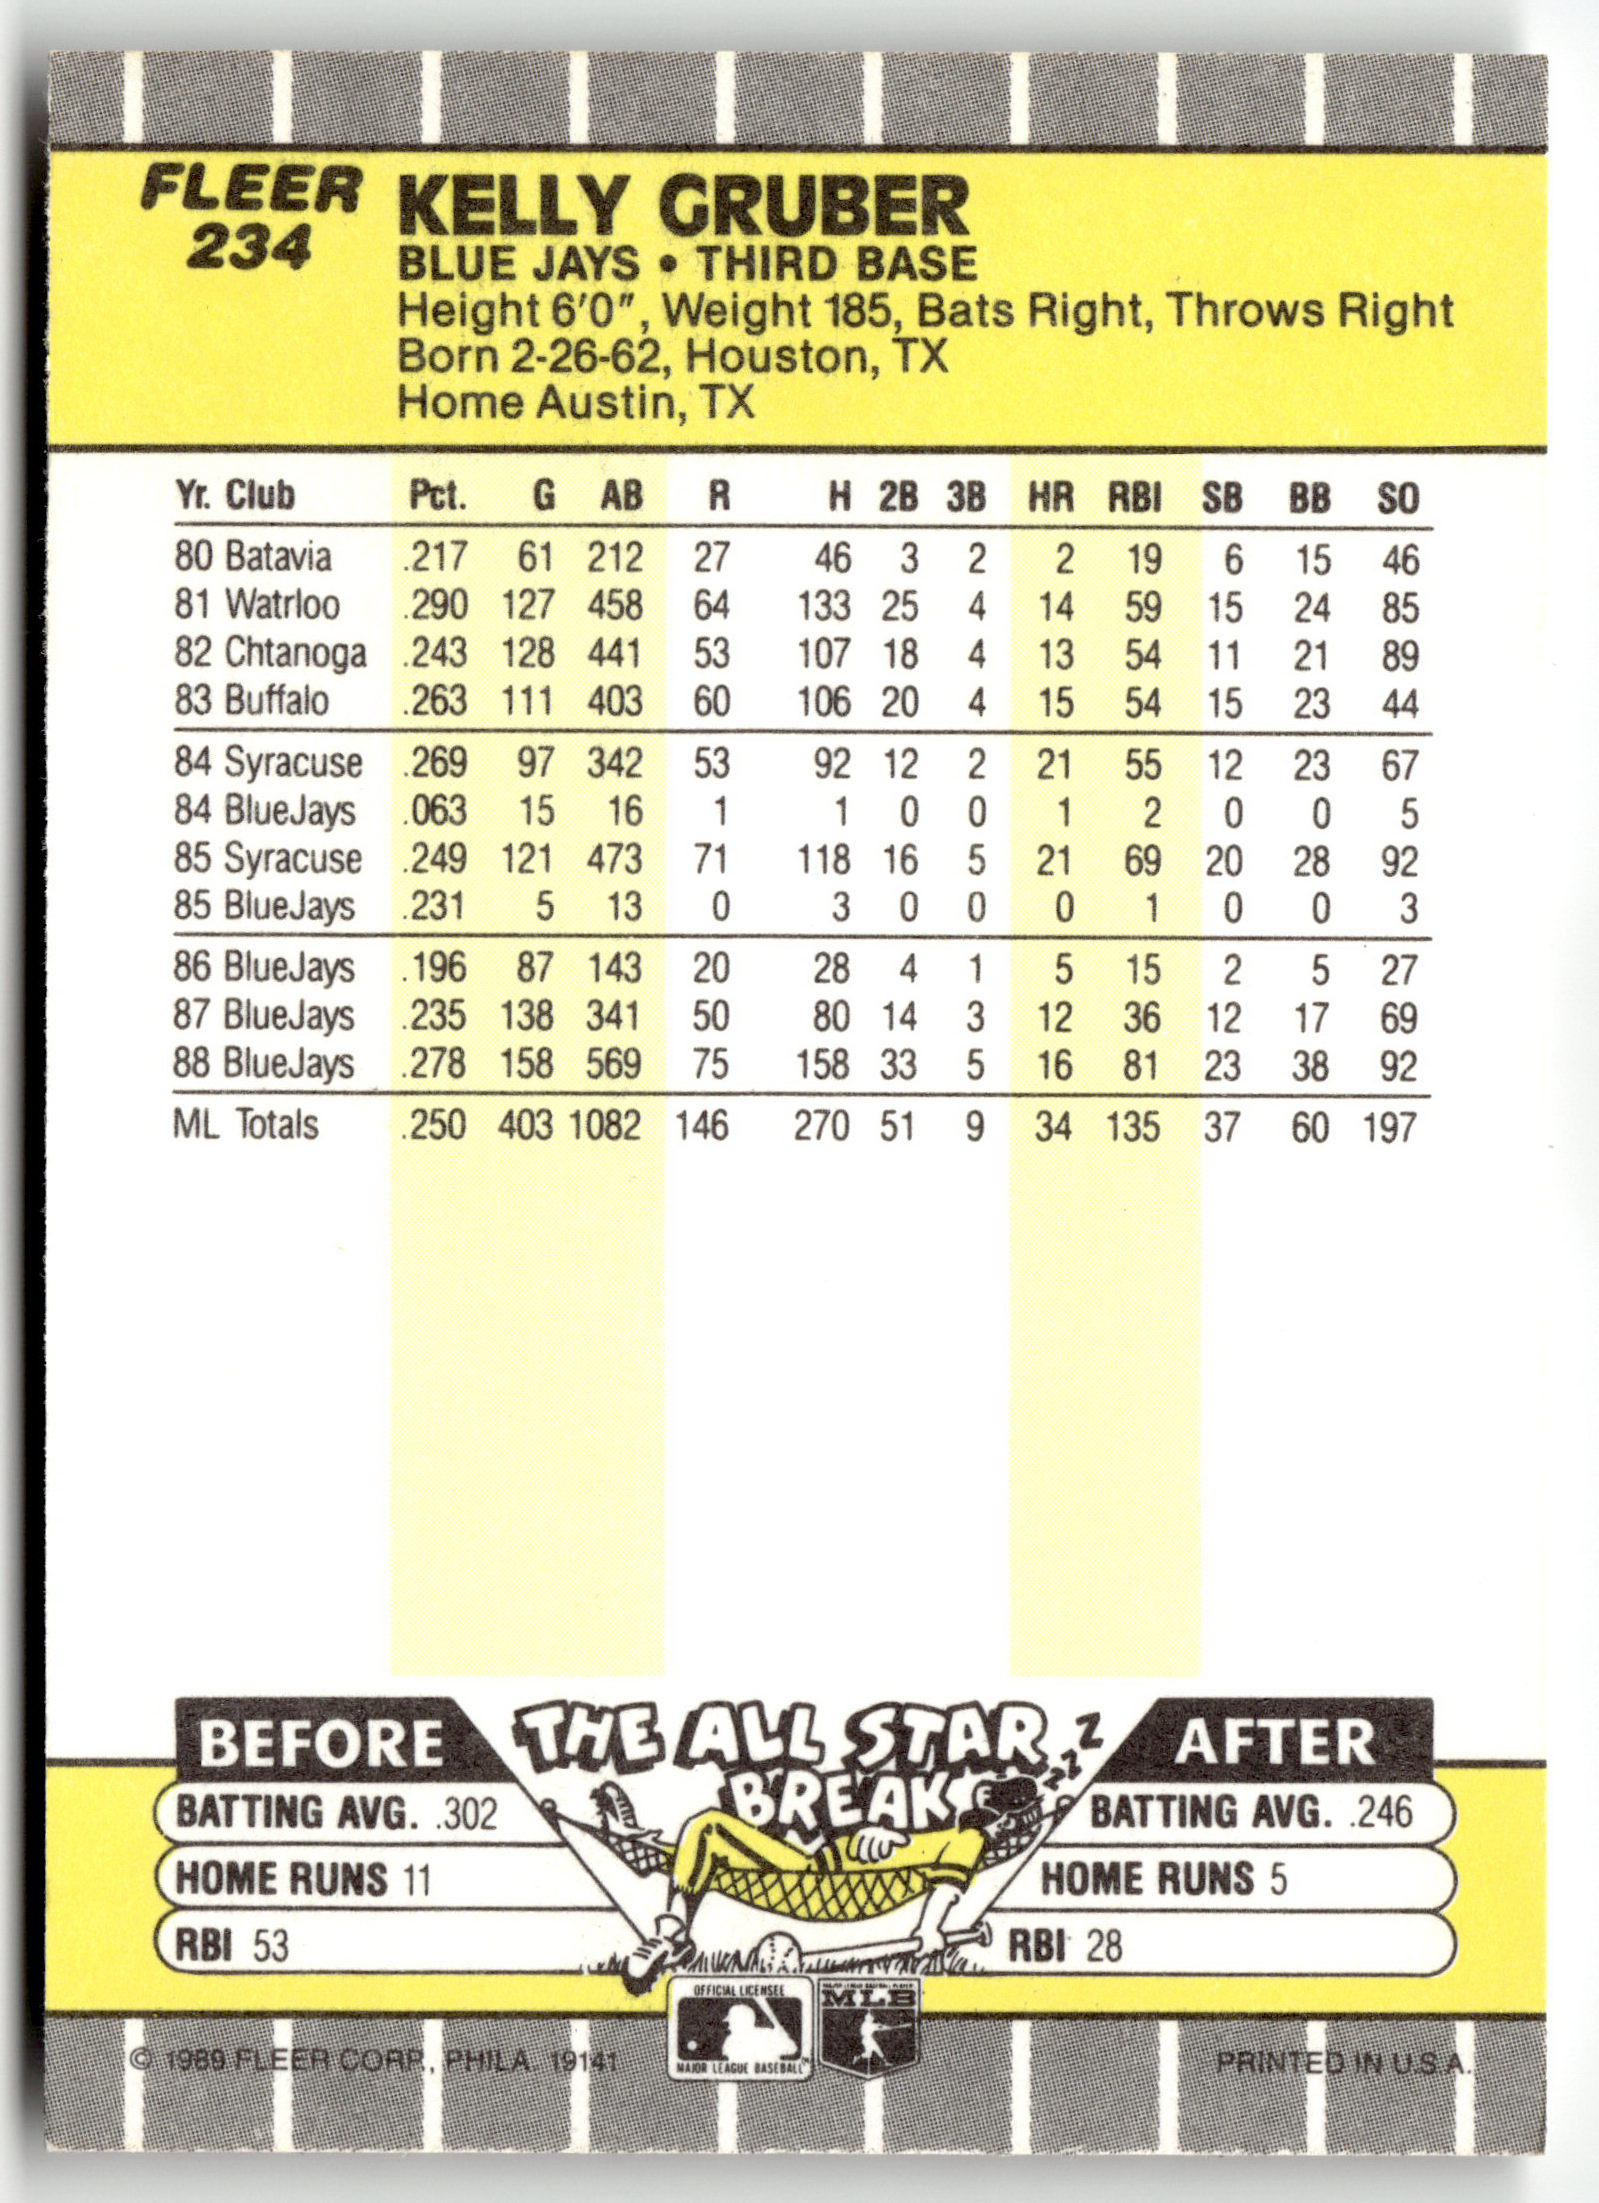 FLEER
234
KELLY GRUBER
BLUE JAYS • THIRD BASE
Height 6'0", Weight 185, Bats Right, Throws Right
Born 2-26-62, Houston, TX
Home Austin, TX
Yr. Club Pct. G AB R H 2B 3B HR RBI SB BB SO
80 Batavia .217 61 212 27 46 3 2 2 19 6 15 46
81 Watrloo .290 127 458 64 133 25 4 14 59 15 24 85
82 Chtanoga .243 128 441 53 107 18 4 13 54 11 21 89
83 Buffalo .263 111 403 60 106 20 4 15 54 15 23 44
84 Syracuse .269 97 342 53 92 12 2 21 55 12 23 67
84 BlueJays .063 15 16 1 1 0 0 1 2 0 0 5
85 Syracuse .249 121 473 71 118 16 5 21 69 20 28 92
85 BlueJays .231 5 13 0 3 0 0 0 1 0 0 3
86 BlueJays .196 87 143 20 28 4 1 5 15 2 5 27
87 BlueJays .235 138 341 50 80 14 3 12 36 12 17 69
88 BlueJays .278 158 569 75 158 33 5 16 81 23 38 92
ML Totals .250 403 1082 146 270 51 9 34 135 37 60 197
BEFORE THE ALL STAR BREAK ZZZZ AFTER
BATTING AVG. .302 BATTING AVG. .246
HOME RUNS 11 HOME RUNS 5
RBI 53 RBI 28
OFFICIAL LICENSEE
MAJOR LEAGUE BASEBALL
MAJOR LEAGUE BASEBALL PLAYERS
MLB
© 1989 FLEER CORP., PHILA. 19141 PRINTED IN U.S.A.